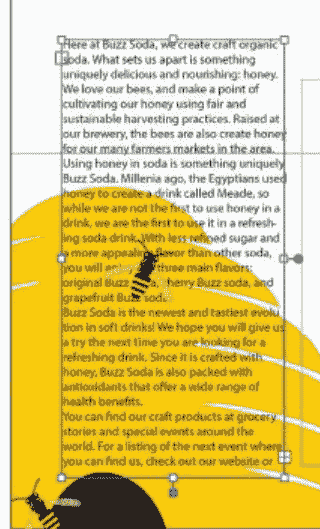 Here at Buzz Soda, we create craft organic
soda. What sets us apart is something
uniquely delicious and nourishing: honey.
We love our bees, and make a point of
cultivating our honey using fair and
sustainable harvesting practices. Raised at
our brewery, the bees are also create honey
for our many farmers markets in the area.
Using honey in soda is something uniquely
Buzz Soda. Millenia ago, the Egyptians used
honey to create a drink called Meade, so
while we are not the first to use honey in a
drink, we are the first to use it in a refresh-
ing soda drink. With less refined sugar and
a more appealing flavor than other soda,
you will three main flavors:
original Buzz herry Buzz soda, and
grapefruit Buzz soda.
Buzz Soda is the newest and tastiest evolu
tion in soft drinks! We hope you will give us
a try the next time you are looking for a
refreshing drink. Since it is crafted with
honey, Buzz Soda is also packed with
antioxidants that offer a wide range of
health benefits.
You can find our craft products at grocery
stories and special events around the
world. For a listing of the next event where
you can find us, check out our website or